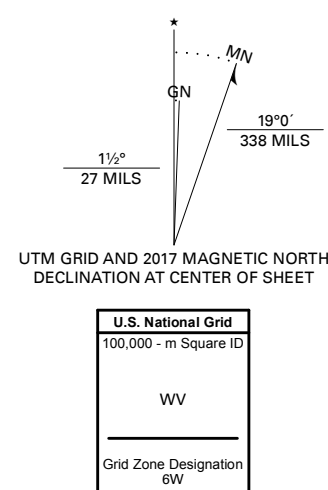 ★
MN
GN
19°0´
338 MILS
1½°
27 MILS
UTM GRID AND 2017 MAGNETIC NORTH
DECLINATION AT CENTER OF SHEET
U.S. National Grid
100,000 - m Square ID
WV
Grid Zone Designation
6W